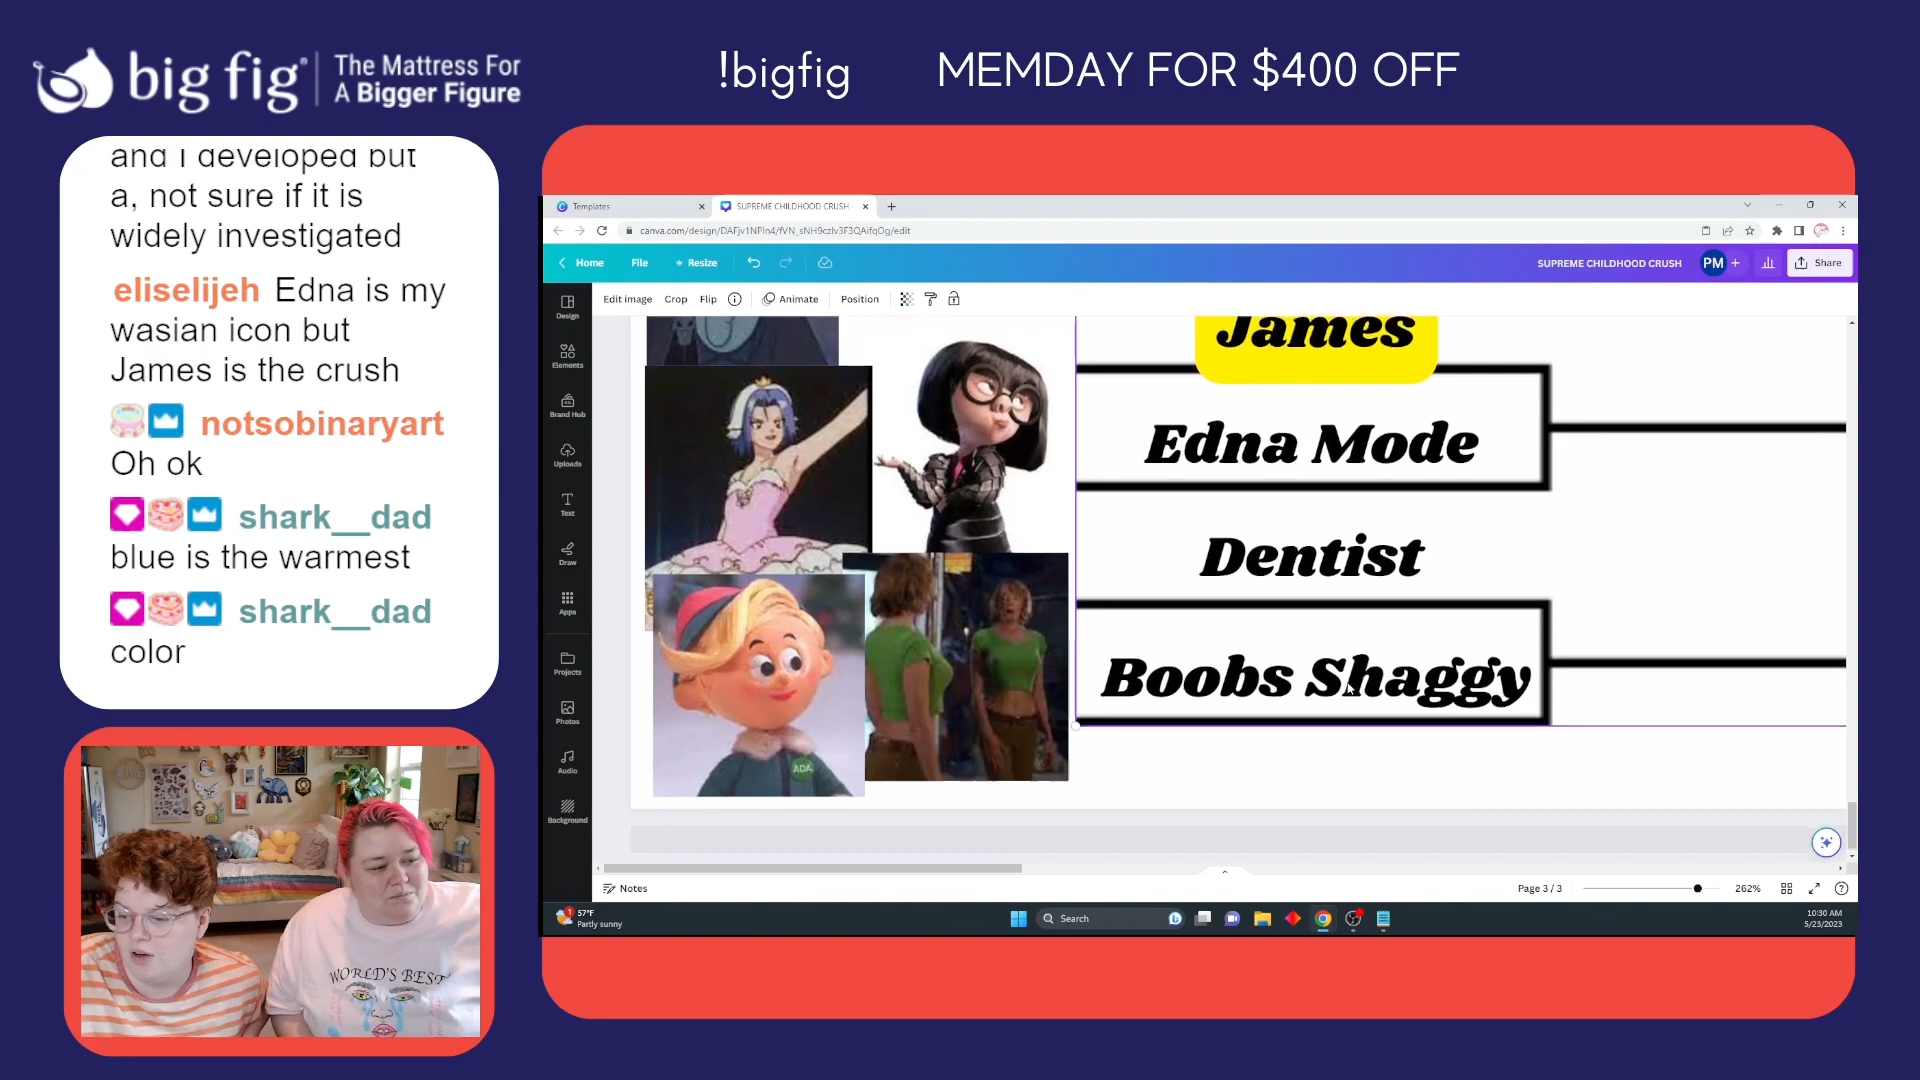 big fig
The Mattress For
A Bigger Figure
!bigfig
MEMDAY FOR $400 OFF
and I developed but
a, not sure if it is
widely investigated
eliselijeh Edna is my
wasian icon but
James is the crush
notsobinaryart
Oh ok
shark__dad
blue is the warmest
shark__dad
color
WORLD'S BEST
Templates
SUPREME CHILDHOOD CRUSH
canva.com/design/DAFjv1NPln4/fVN_sNH9czIv3F3QAifqOg/edit
Home
File
Resize
SUPREME CHILDHOOD CRUSH
PM
Share
Edit image
Crop
Flip
Animate
Position
Design
Elements
Brand Hub
Uploads
Text
Draw
Apps
Projects
Photos
Audio
Background
James
Edna Mode
Dentist
Boobs Shaggy
ADA
Notes
Page 3 / 3
262%
1
57°F
Partly sunny
Search
10:30 AM
5/23/2023